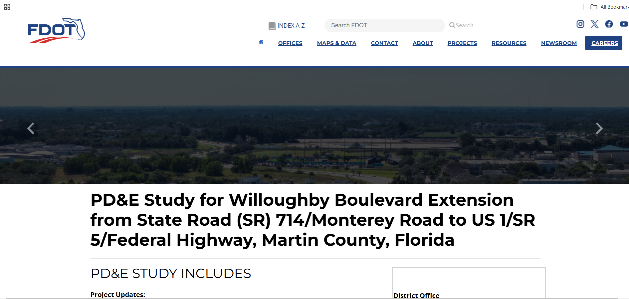 All Bookmar
FDOT
INDEX A-Z
Search FDOT
Search
OFFICES
MAPS & DATA
CONTACT
ABOUT
PROJECTS
RESOURCES
NEWSROOM
CAREERS
PD&E Study for Willoughby Boulevard Extension
from State Road (SR) 714/Monterey Road to US 1/SR
5/Federal Highway, Martin County, Florida
PD&E STUDY INCLUDES
Project Updates:
District Office